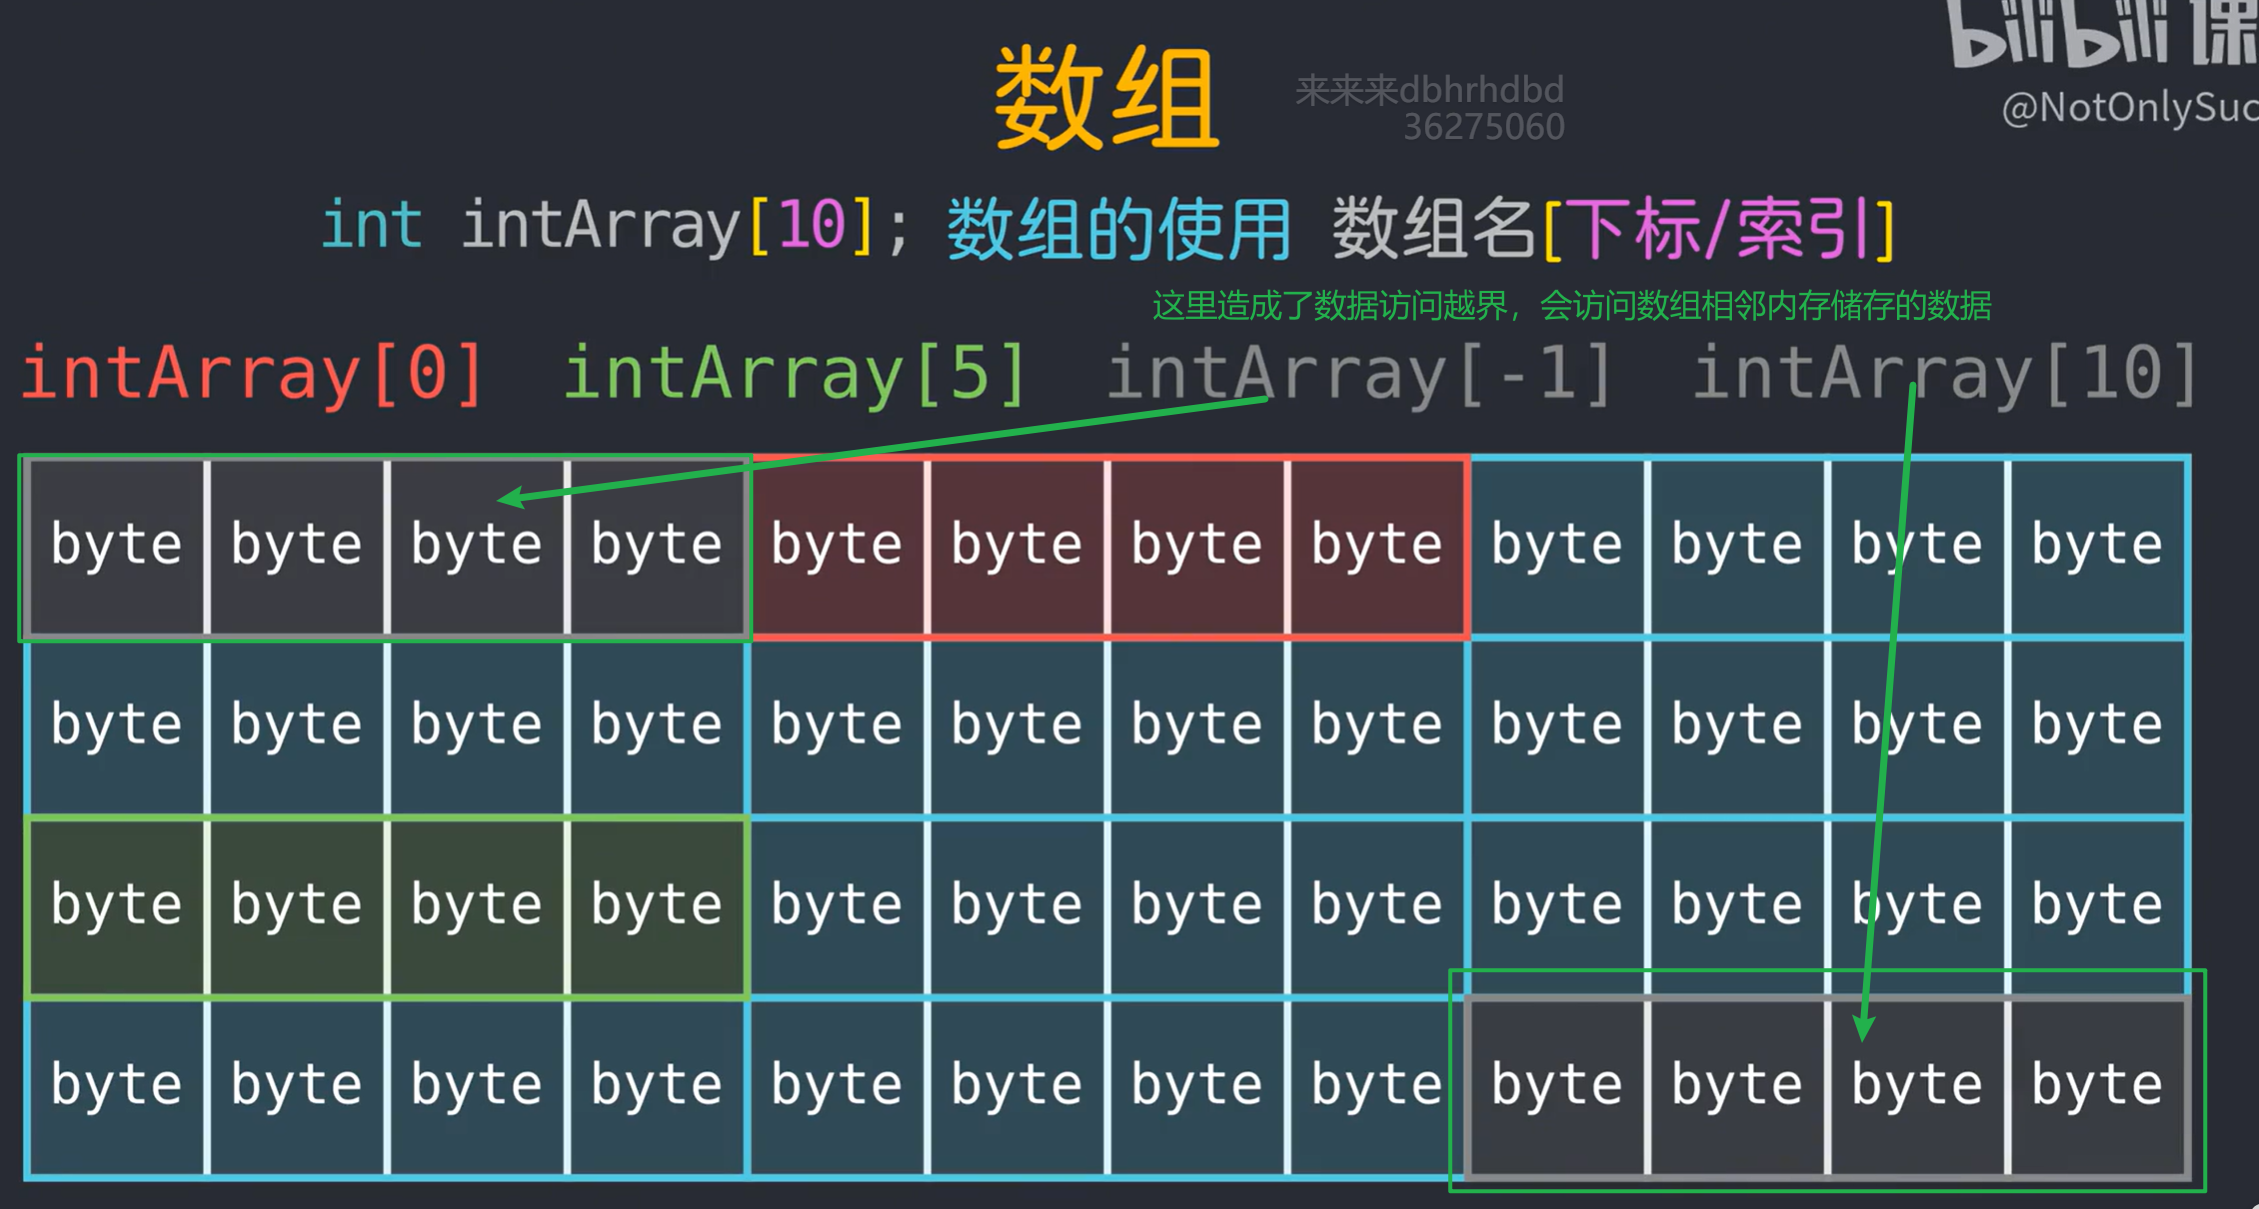 bilibili 课
@NotOnlySuc
数组
来来来dbhrhdbd
36275060
int intArray[10]; 数组的使用 数组名[下标/索引]
这里造成了数据访问越界，会访问数组相邻内存储存的数据
intArray[0] intArray[5] intArray[-1] intArray[10]
byte byte byte byte byte byte byte byte byte byte byte byte
byte byte byte byte byte byte byte byte byte byte byte byte
byte byte byte byte byte byte byte byte byte byte byte byte
byte byte byte byte byte byte byte byte byte byte byte byte